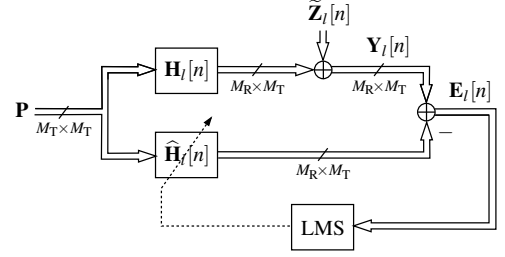 Z̃_l[n]
H_l[n]
Y_l[n]
M_R×M_T
M_R×M_T
E_l[n]
P
M_T×M_T
−
Ĥ_l[n]
M_R×M_T
LMS